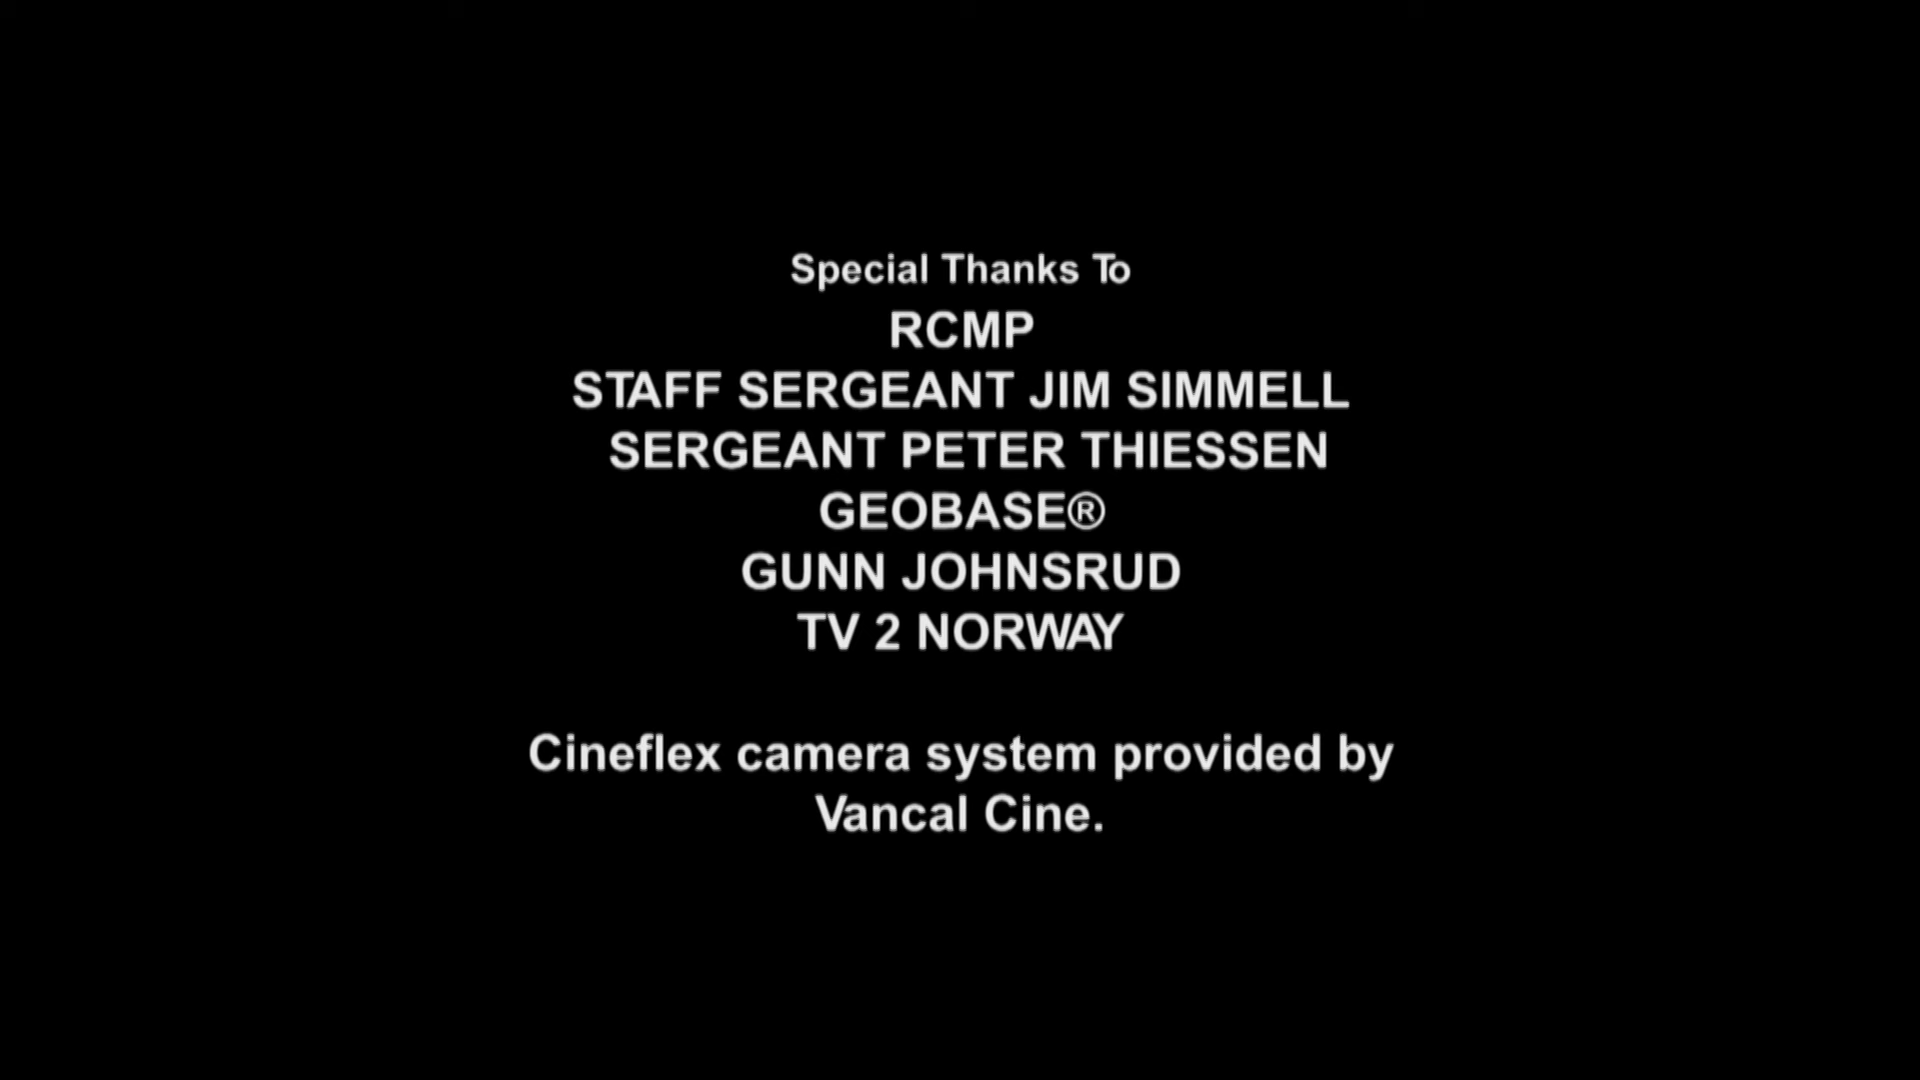 Special Thanks To
RCMP
STAFF SERGEANT JIM SIMMELL
SERGEANT PETER THIESSEN
GEOBASE®
GUNN JOHNSRUD
TV 2 NORWAY
Cineflex camera system provided by
Vancal Cine.